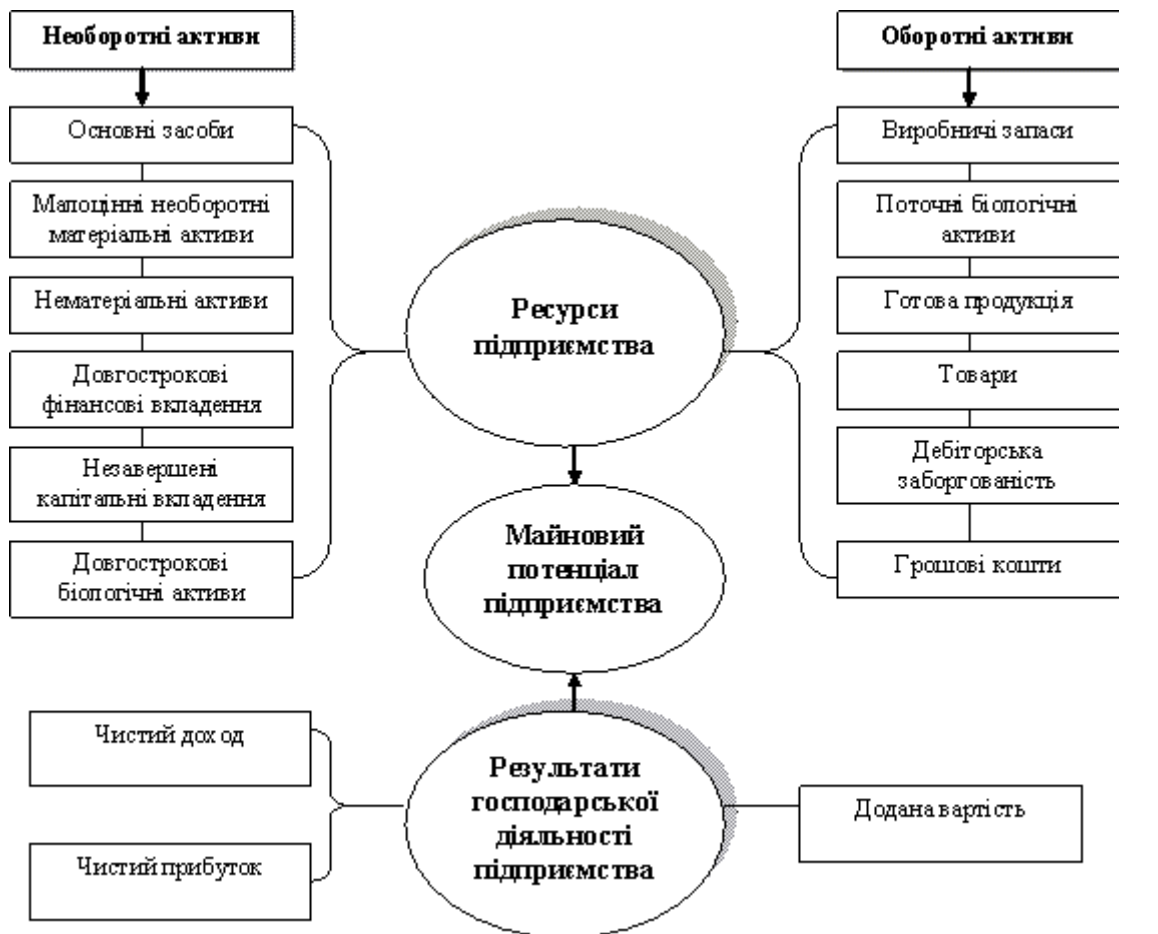 Необоротні активи
Основні засоби
Малоцінні необоротні
матеріальні активи
Нематеріальні активи
Довгострокові
фінансові вкладення
Незавершені
капітальні вкладення
Довгострокові
біологічні активи
Оборотні активи
Виробничі запаси
Поточні біологічні
активи
Готова продукція
Товари
Дебіторська
заборгованість
Грошові кошти
Ресурси
підприємства
Майновий
потенціал
підприємства
Чистий доход
Чистий прибуток
Результати
господарської
діяльності
підприємства
Додана вартість